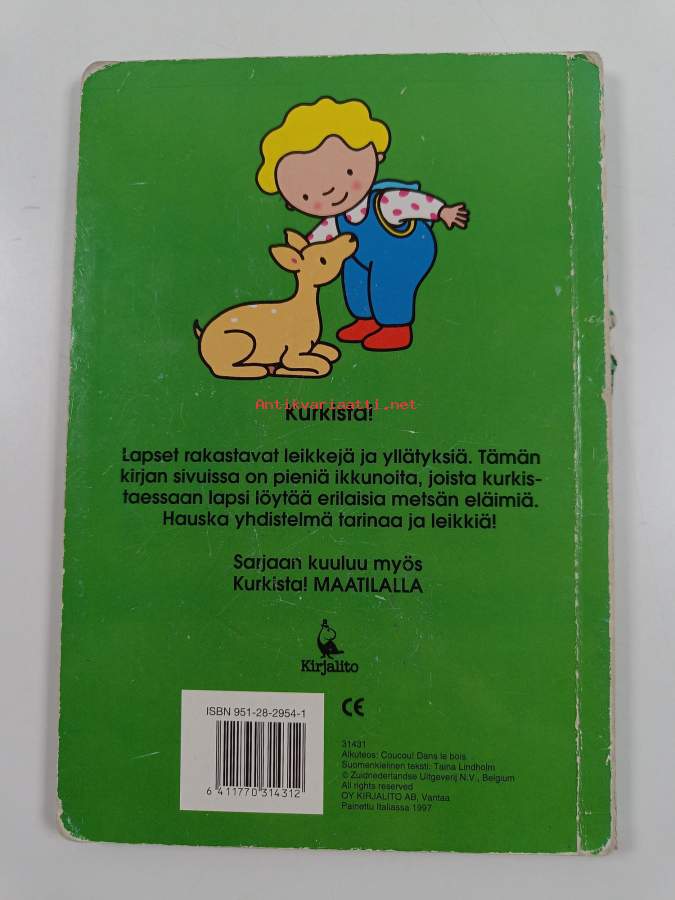 Antikvariaatti.net
Kurkista!
Lapset rakastavat leikkejä ja yllätyksiä. Tämän
kirjan sivuissa on pieniä ikkunoita, joista kurkis-
taessaan lapsi löytää erilaisia metsän eläimiä.
Hauska yhdistelmä tarinaa ja leikkiä!
Sarjaan kuuluu myös
Kurkista! MAATILALLA
Kirjalito
ISBN 951-28-2954-1
6 411770 314312
CE
31431
Alkuteos: Coucou! Dans le bois
Suomenkielinen teksti: Taina Lindholm
© Zuidnederlandse Uitgeverij N.V., Belgium
All rights reserved
OY KIRJALITO AB, Vantaa
Painettu Italiassa 1997